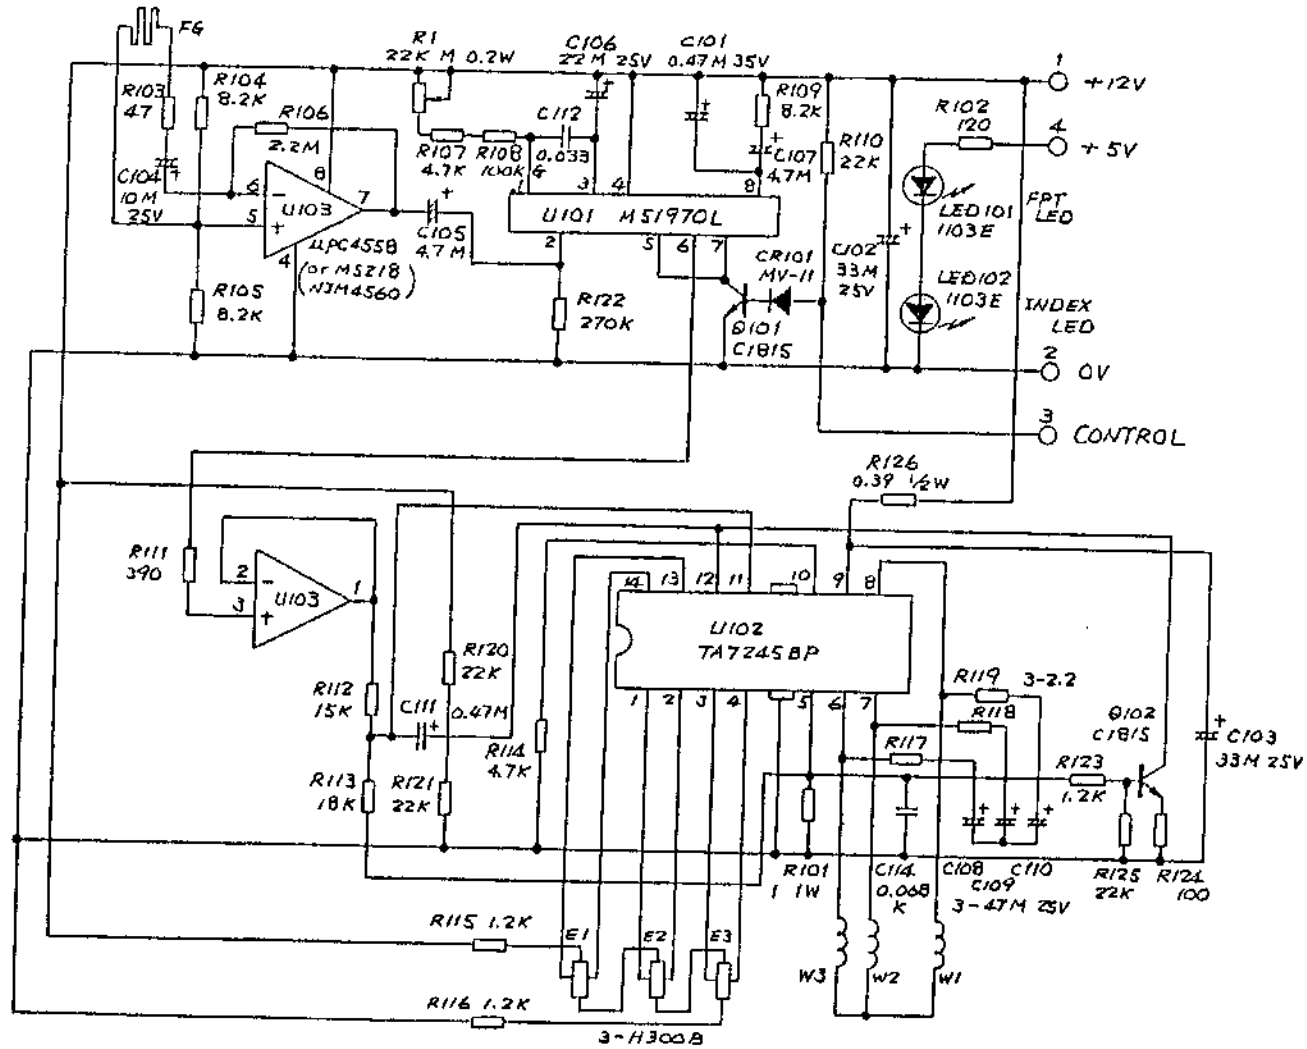 FG
R1
22K M 0.2W
C106
22M 25V
C101
0.47M 35V
1
+12V
R103
47
R104
8.2K
R106
2.2M
C112
0.033
G
R109
8.2K
R102
120
4
+5V
R107
4.7K
R108
100K
R110
22K
C107
4.7M
C104
10M
25V
6
5
8
7
4
U103
µPC4558
(or M5218
NJM4560)
C105
4.7M
1
3
4
8
U101 M51970L
2
5
6
7
LED101
1103E
FPT
LED
CR101
MV-11
C102
33M
25V
LED102
1103E
INDEX
LED
R105
8.2K
R122
270K
Q101
C1815
2
0V
3
CONTROL
R126
0.39 1/2W
R111
390
2
3
1
U103
14
13
12
11
10
9
8
U102
TA7245BP
1
2
3
4
5
6
7
R120
22K
R112
15K
C111
0.47M
R114
4.7K
R119
3-2.2
R118
R117
Q102
C1815
C103
33M 25V
R123
1.2K
R113
18K
R121
22K
R101
1 1W
C114
0.068
K
C108
C109
C110
3-47M 25V
R125
22K
R124
100
R115 1.2K
E1
E2
E3
W3
W2
W1
R116 1.2K
3-H300B